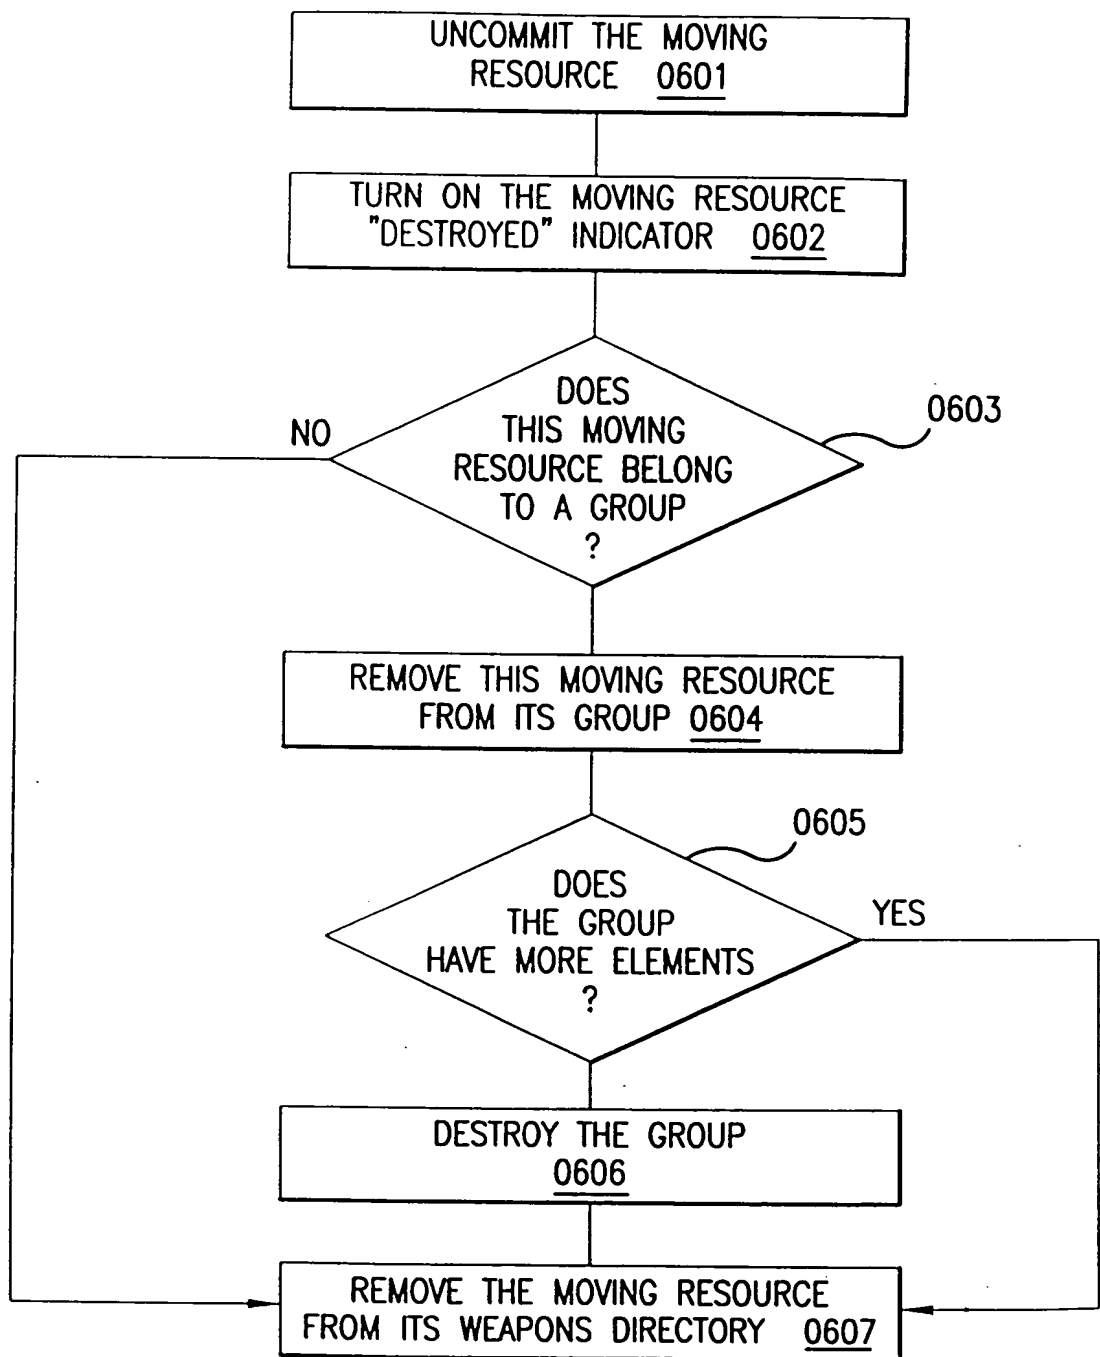 UNCOMMIT THE MOVING
RESOURCE 0601
TURN ON THE MOVING RESOURCE
"DESTROYED" INDICATOR 0602
DOES
THIS MOVING
RESOURCE BELONG
TO A GROUP
?
NO
0603
REMOVE THIS MOVING RESOURCE
FROM ITS GROUP 0604
0605
DOES
THE GROUP
HAVE MORE ELEMENTS
?
YES
DESTROY THE GROUP
0606
REMOVE THE MOVING RESOURCE
FROM ITS WEAPONS DIRECTORY 0607